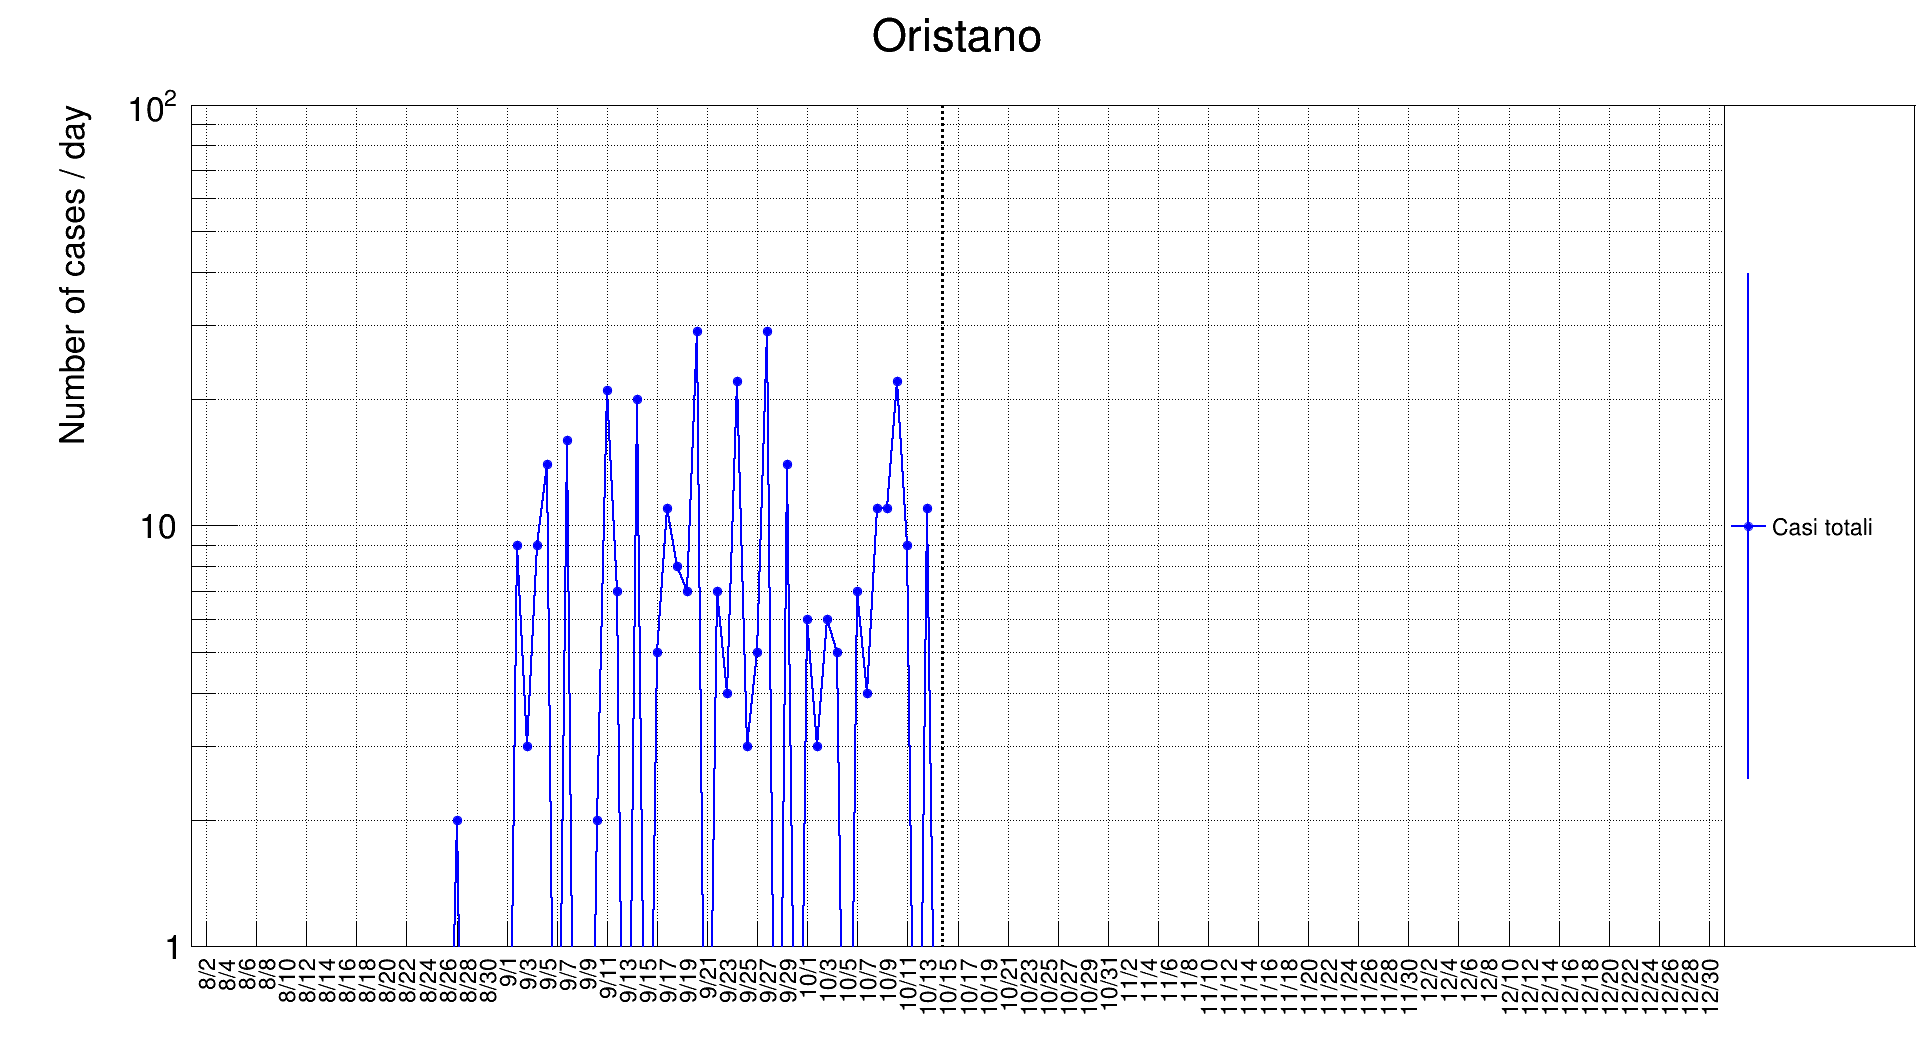 Oristano
Number of cases / day
10²
10
1
Casi totali
8/2 8/4 8/6 8/8 8/10 8/12 8/14 8/16 8/18 8/20 8/22 8/24 8/26 8/28 8/30 9/1 9/3 9/5 9/7 9/9 9/11 9/13 9/15 9/17 9/19 9/21 9/23 9/25 9/27 9/29 10/1 10/3 10/5 10/7 10/9 10/11 10/13 10/15 10/17 10/19 10/21 10/23 10/25 10/27 10/29 10/31 11/2 11/4 11/6 11/8 11/10 11/12 11/14 11/16 11/18 11/20 11/22 11/24 11/26 11/28 11/30 12/2 12/4 12/6 12/8 12/10 12/12 12/14 12/16 12/18 12/20 12/22 12/24 12/26 12/28 12/30